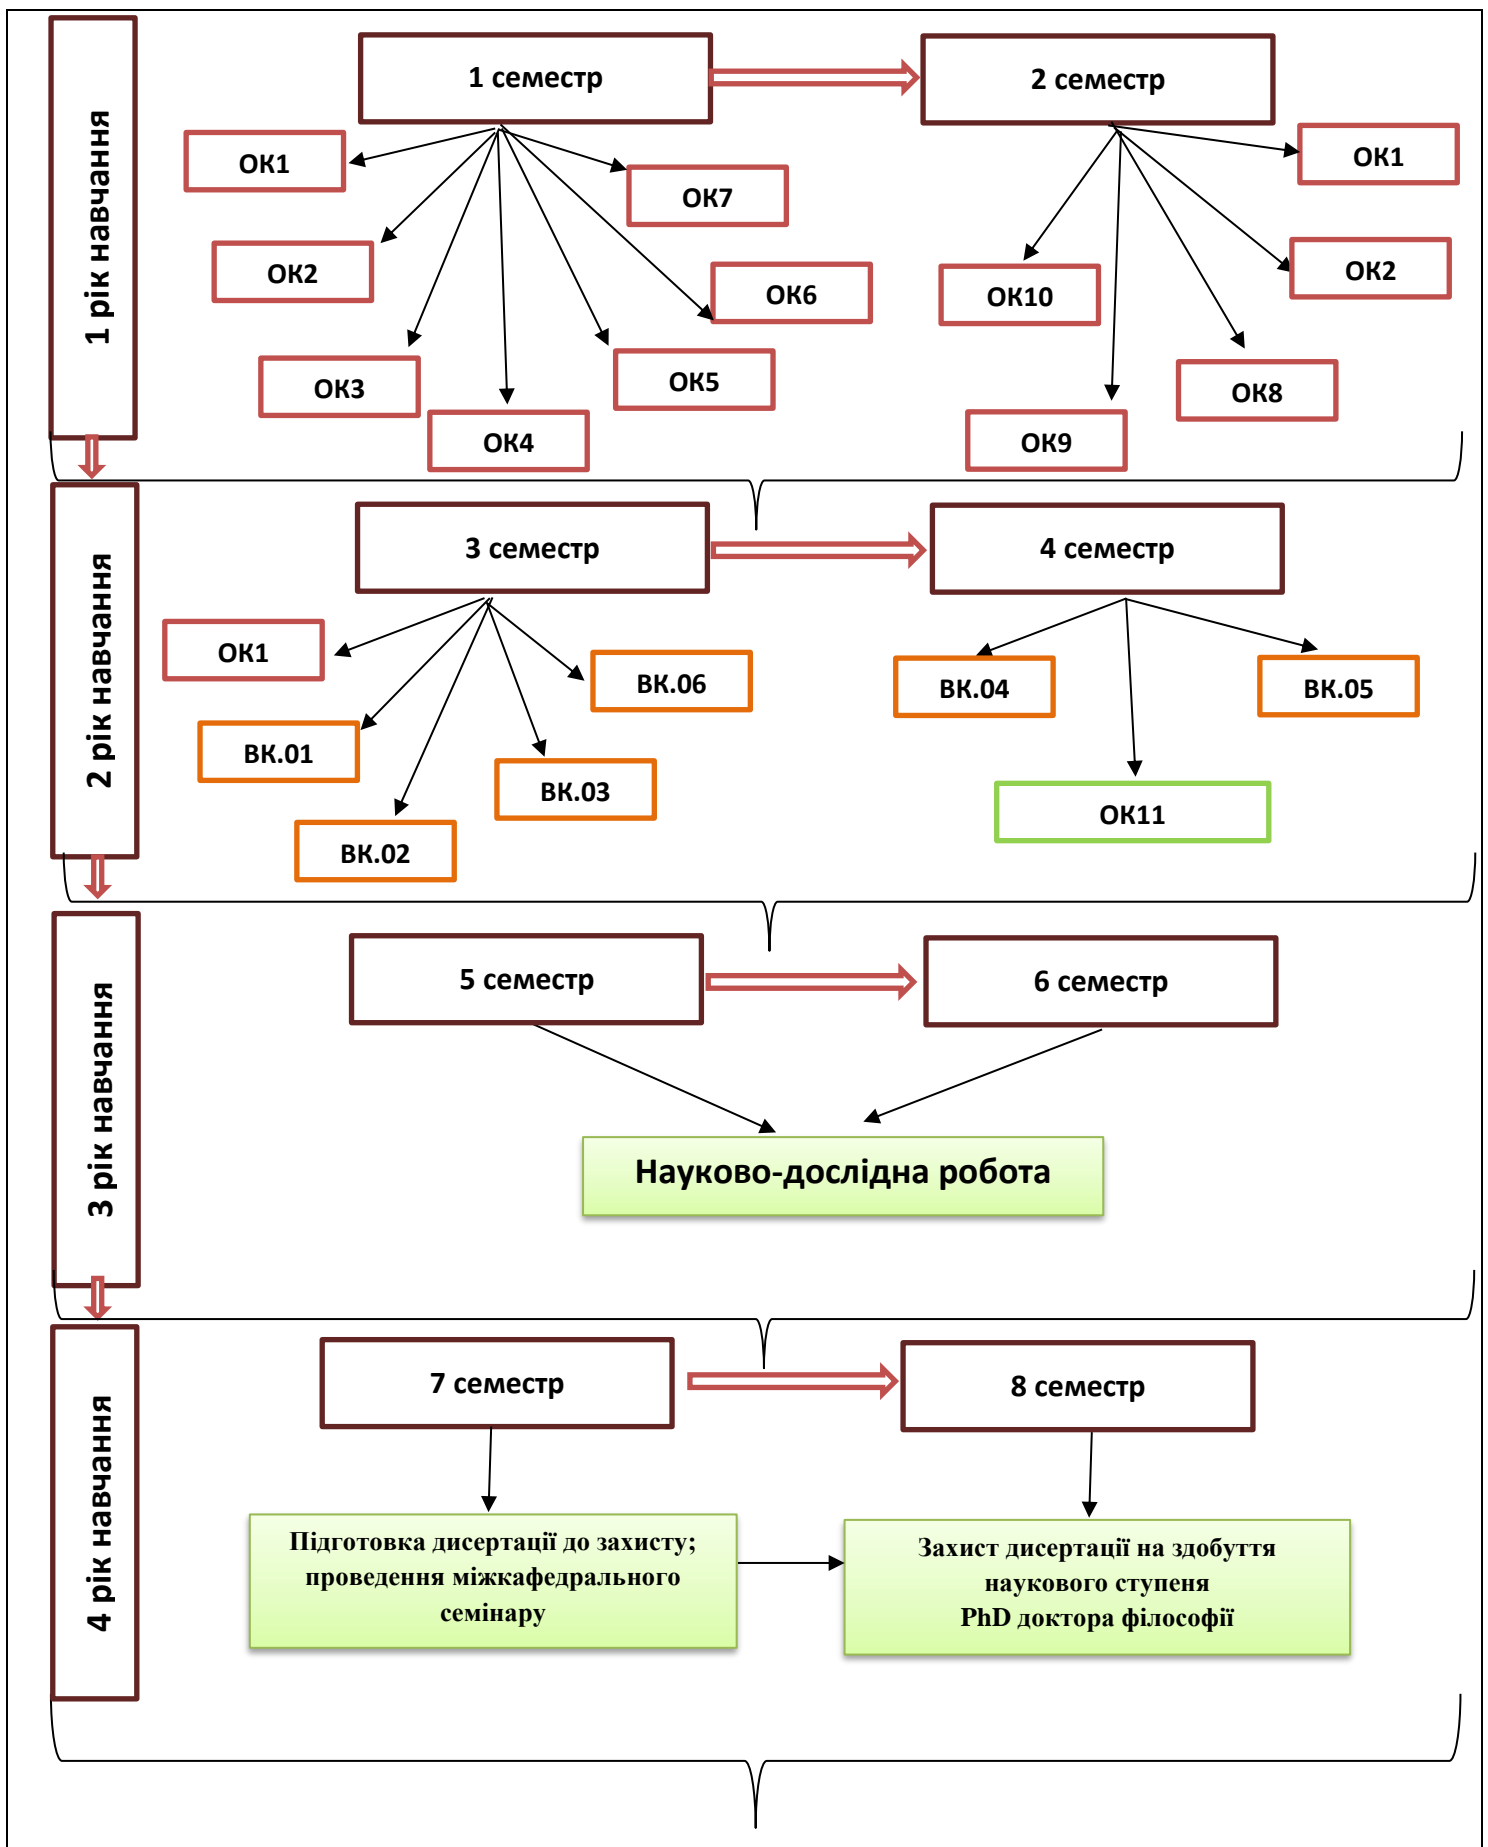 1 рік навчання
1 семестр
2 семестр
ОК1
ОК7
ОК2
ОК6
ОК3
ОК5
ОК4
ОК1
ОК2
ОК10
ОК8
ОК9
2 рік навчання
3 семестр
4 семестр
ОК1
ВК.06
ВК.01
ВК.03
ВК.02
ВК.04
ВК.05
ОК11
3 рік навчання
5 семестр
6 семестр
Науково-дослідна робота
4 рік навчання
7 семестр
8 семестр
Підготовка дисертації до захисту;
проведення міжкафедрального
семінару
Захист дисертації на здобуття
наукового ступеня
PhD доктора філософії